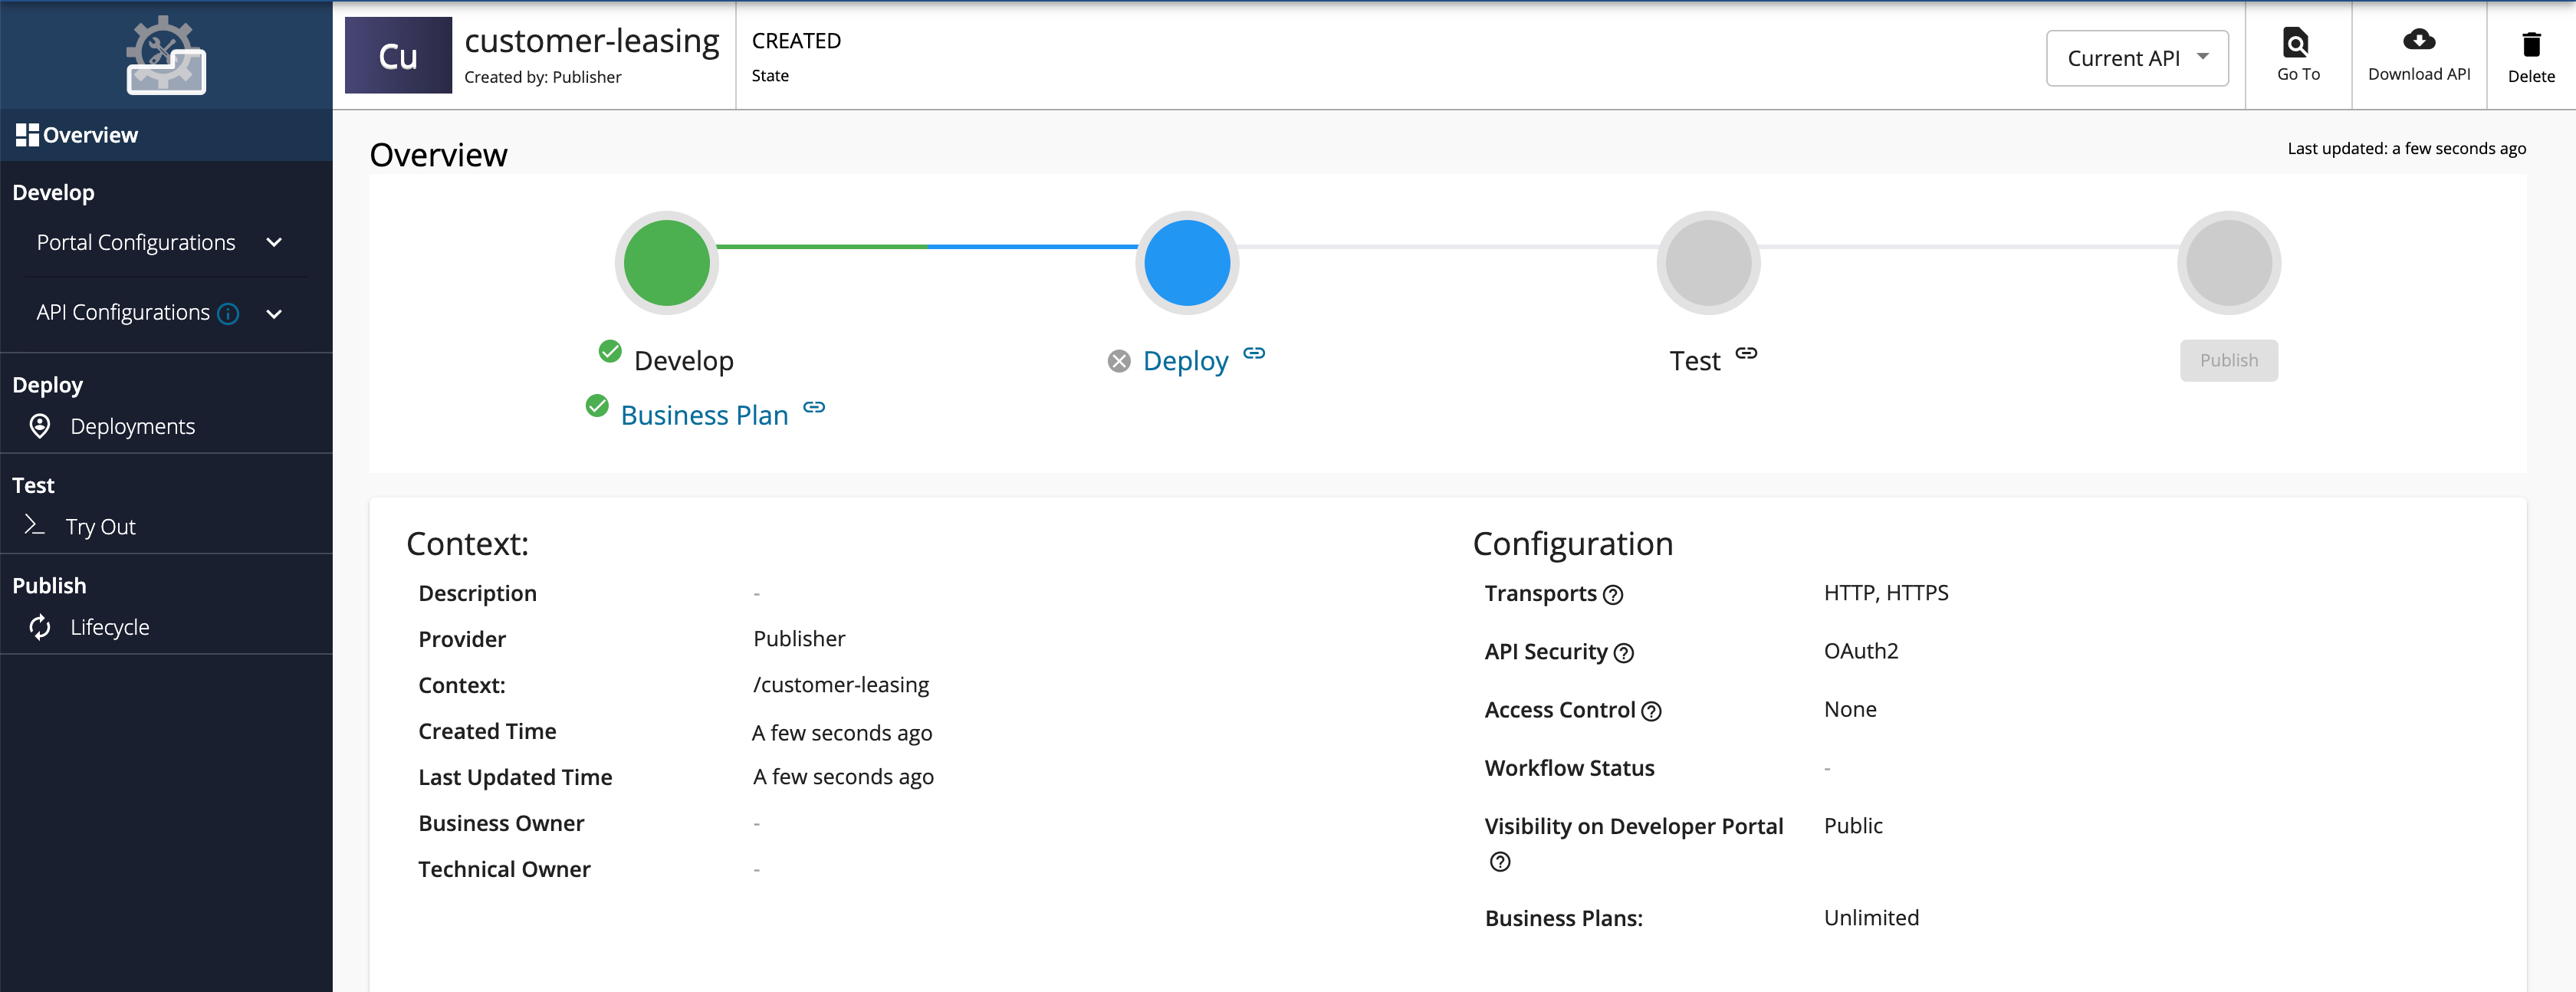 Cu
customer-leasing
Created by: Publisher
CREATED
State
Current API
Go To
Download API
Delete
Overview
Develop
Portal Configurations
API Configurations
Deploy
Deployments
Test
Try Out
Publish
Lifecycle
Overview
Last updated: a few seconds ago
Develop
Business Plan
Deploy
Test
Publish
Context:
Description -
Provider Publisher
Context: /customer-leasing
Created Time A few seconds ago
Last Updated Time A few seconds ago
Business Owner -
Technical Owner -
Configuration
Transports HTTP, HTTPS
API Security OAuth2
Access Control None
Workflow Status -
Visibility on Developer Portal Public
Business Plans: Unlimited